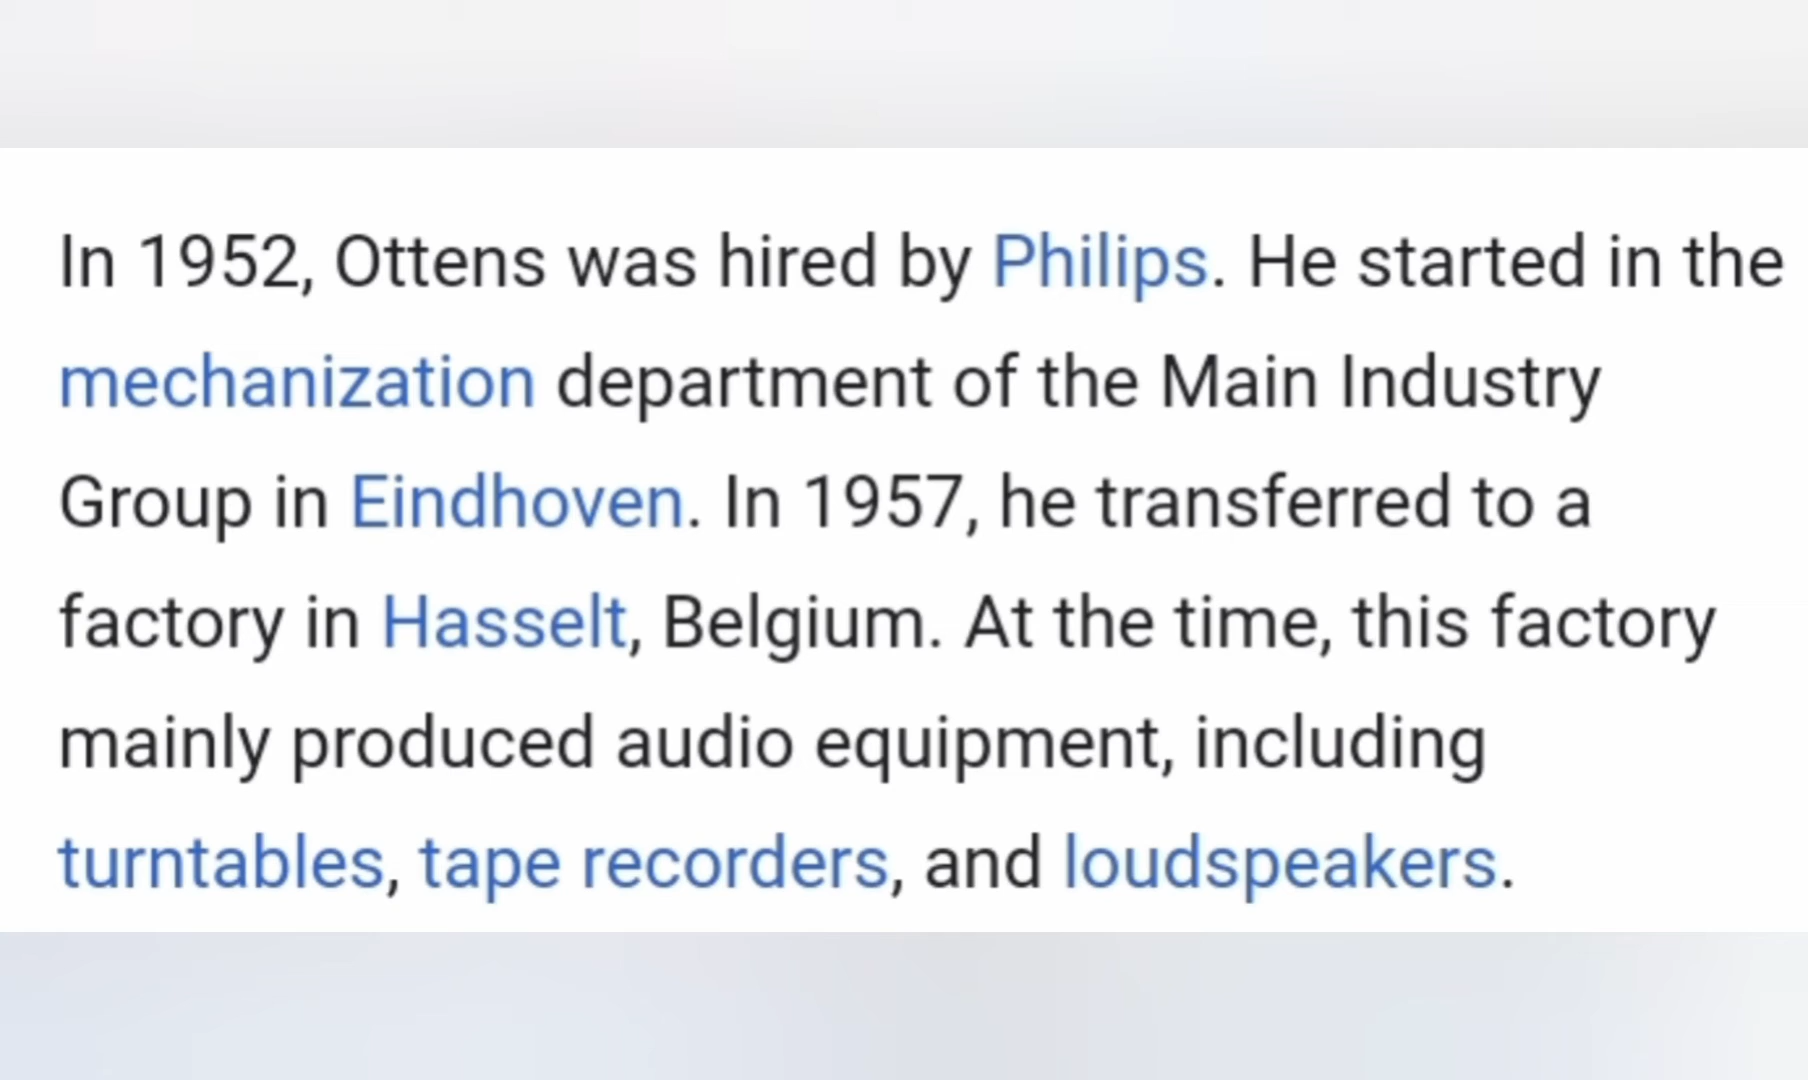 In 1952, Ottens was hired by Philips. He started in the
mechanization department of the Main Industry
Group in Eindhoven. In 1957, he transferred to a
factory in Hasselt, Belgium. At the time, this factory
mainly produced audio equipment, including
turntables, tape recorders, and loudspeakers.